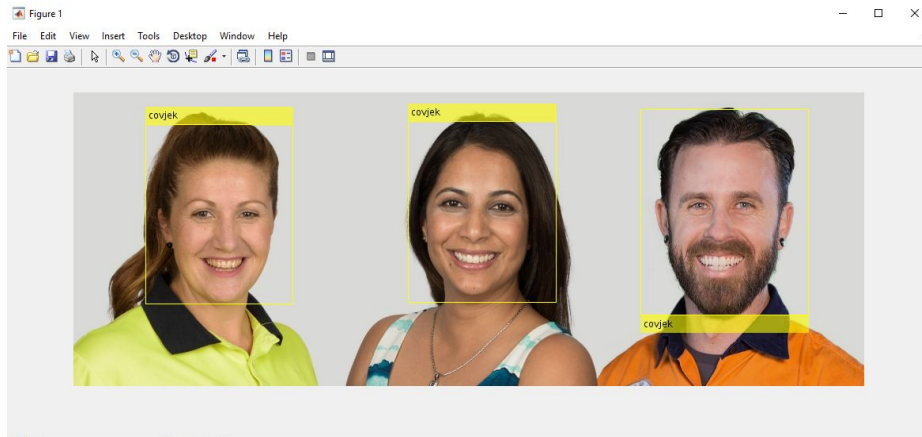 Figure 1
File Edit View Insert Tools Desktop Window Help
covjek
covjek
covjek